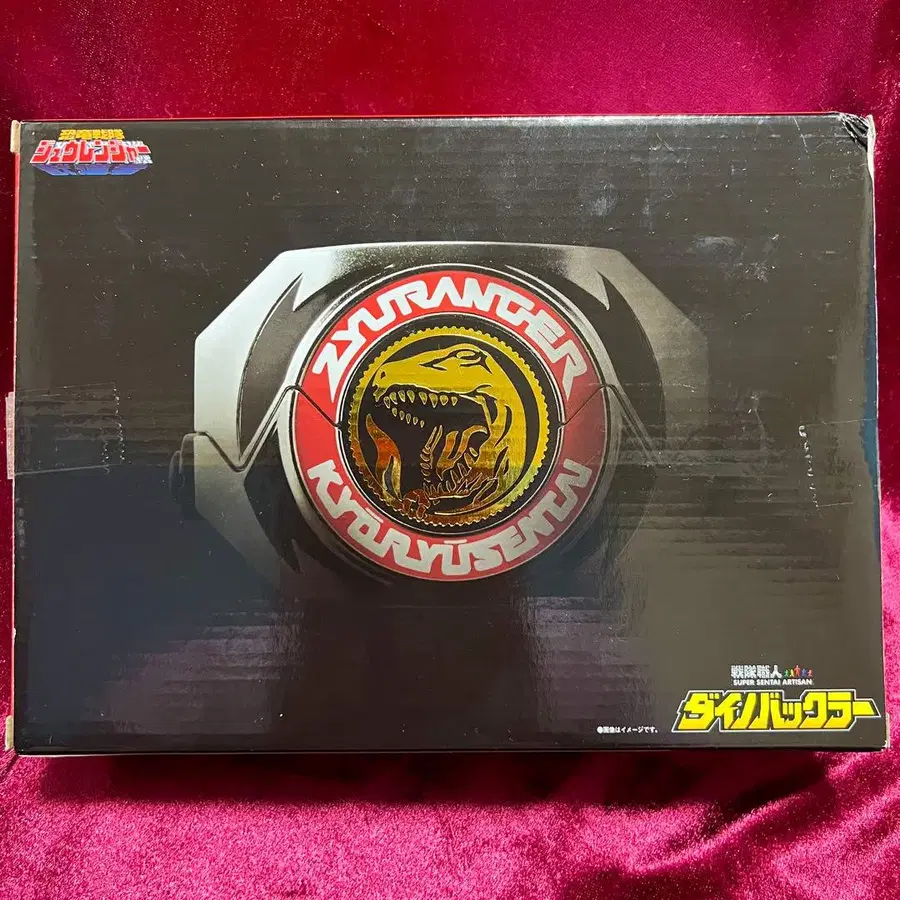 恐竜戦隊
ジュウレンジャー
ZYURANGER
KYŌRYŪSENTAI
戦隊職人
SUPER SENTAI ARTISAN
ダイノバックラー
●画像はイメージです。